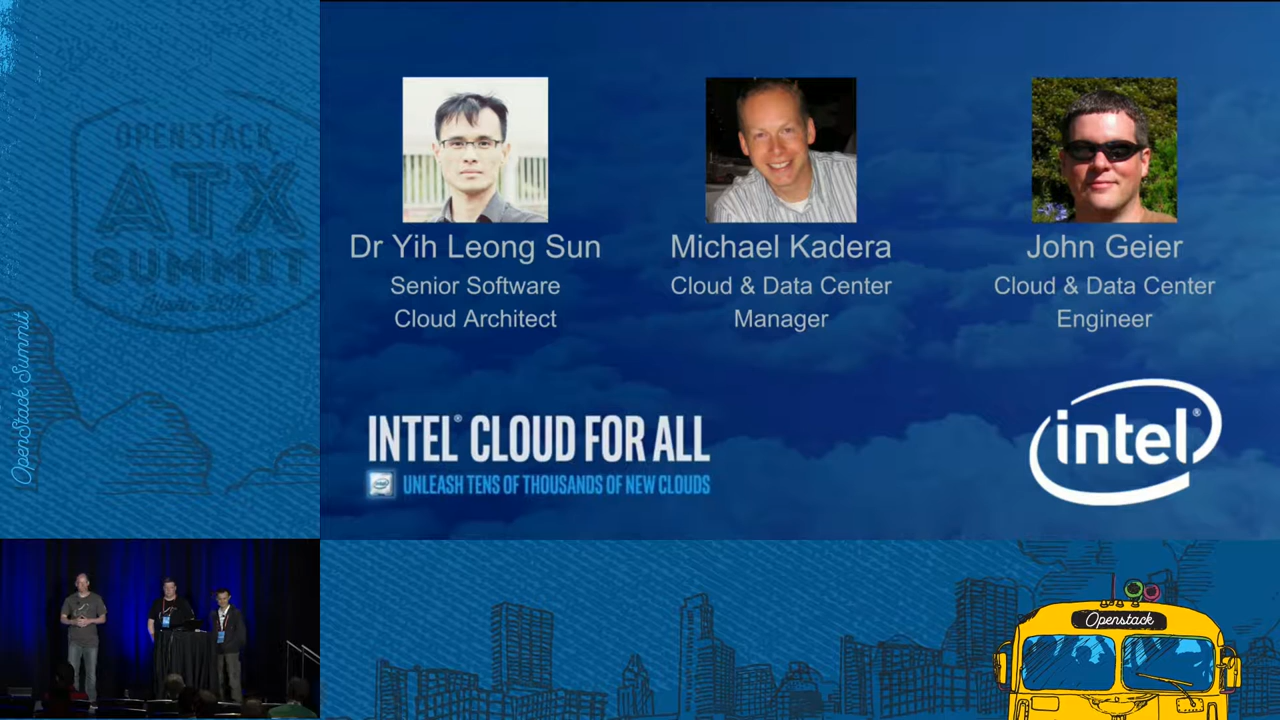 OPENSTACK
ATX
SUMMIT
Austin 2016
OpenStack Summit
Dr Yih Leong Sun
Senior Software
Cloud Architect
Michael Kadera
Cloud & Data Center
Manager
John Geier
Cloud & Data Center
Engineer
INTEL® CLOUD FOR ALL
UNLEASH TENS OF THOUSANDS OF NEW CLOUDS
intel®
Openstack